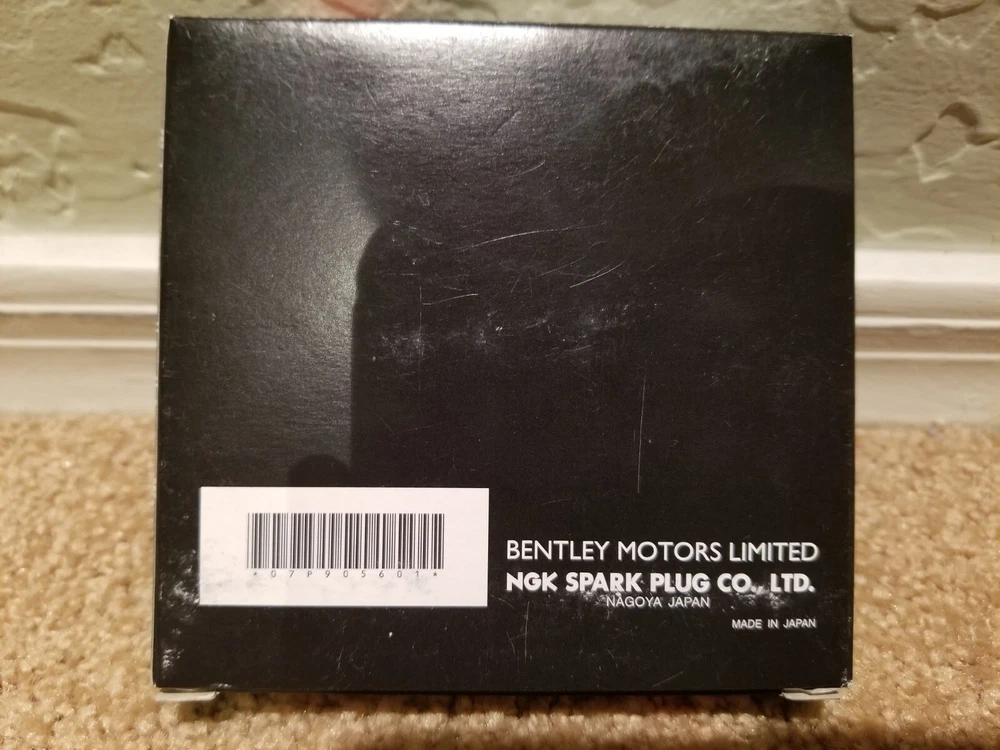 *07P905601*
BENTLEY MOTORS LIMITED
NGK SPARK PLUG CO., LTD.
NAGOYA JAPAN
MADE IN JAPAN